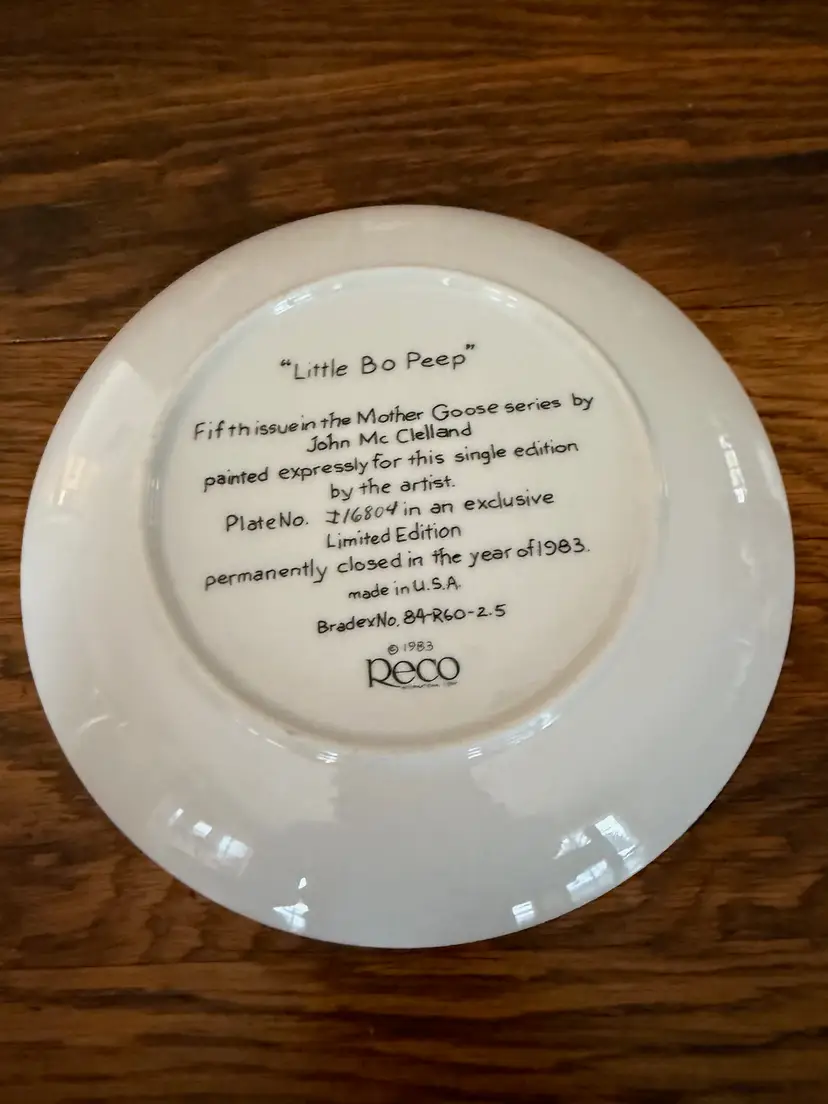 "Little Bo Peep"
Fifth issue in the Mother Goose series by
John Mc Clelland
painted expressly for this single edition
by the artist.
Plate No. I16804 in an exclusive
Limited Edition
permanently closed in the year of 1983.
made in U.S.A.
Bradex No. 84-R60-2.5
© 1983
Reco